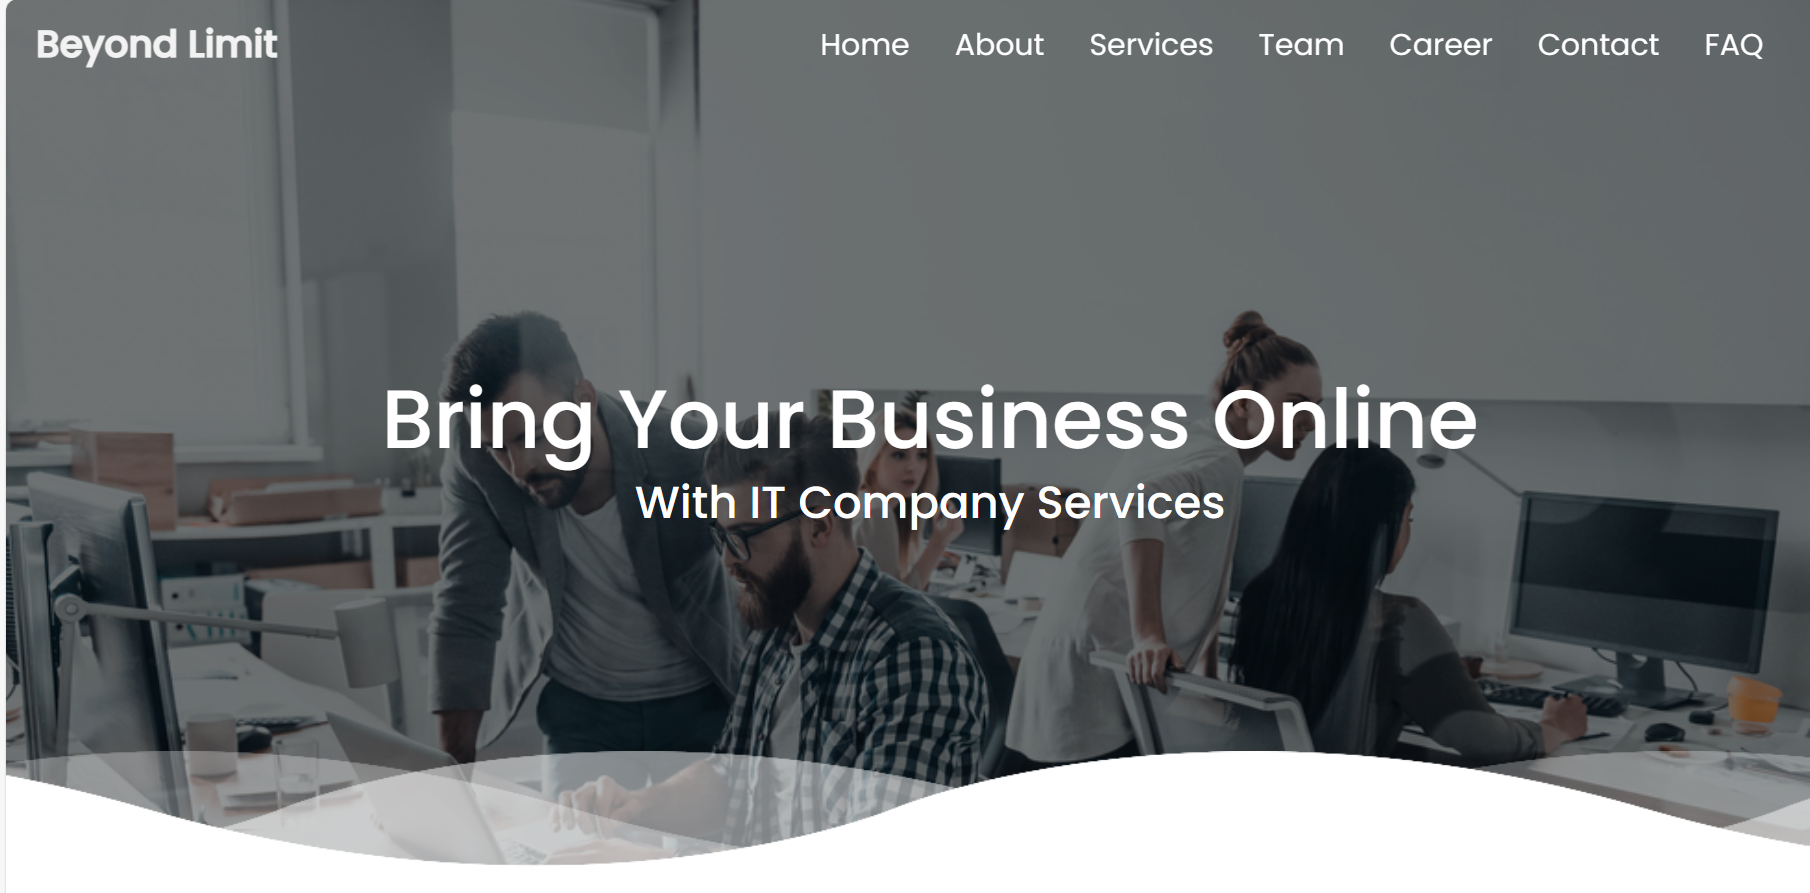 Beyond Limit
Home About Services Team Career Contact FAQ
Bring Your Business Online
With IT Company Services